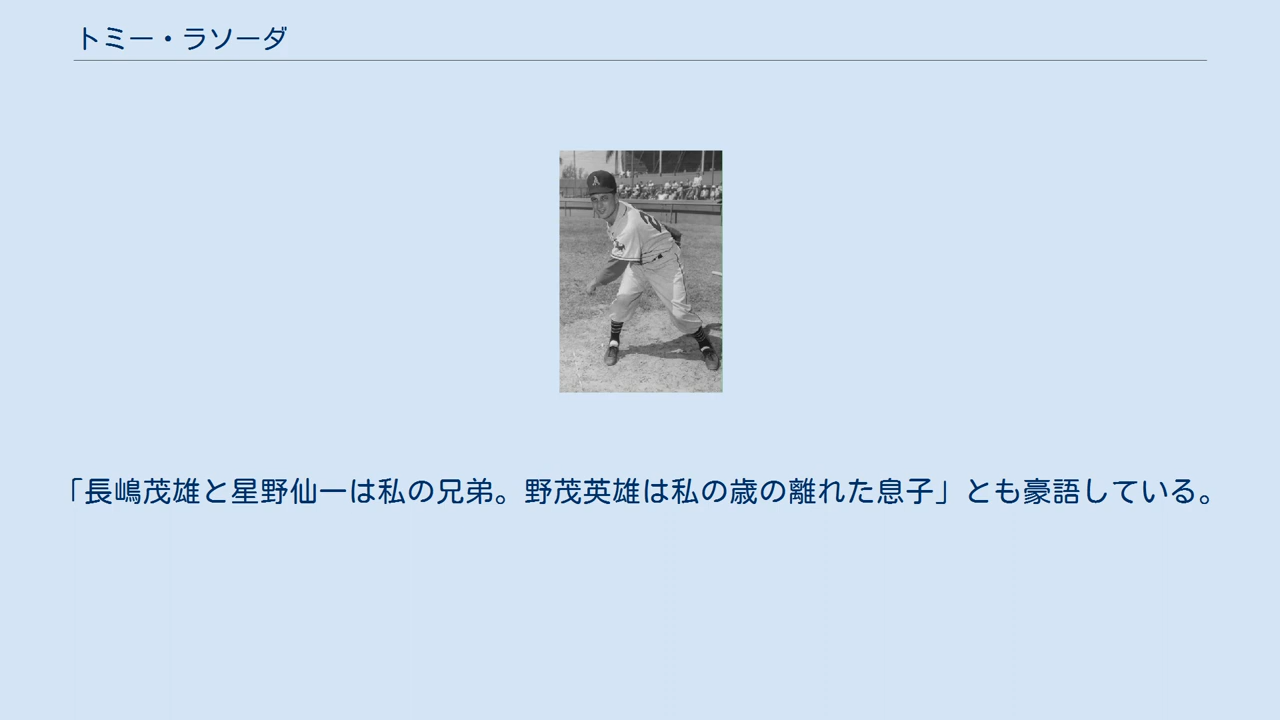 トミー・ラソーダ
「長嶋茂雄と星野仙一は私の兄弟。野茂英雄は私の歳の離れた息子」とも豪語している。